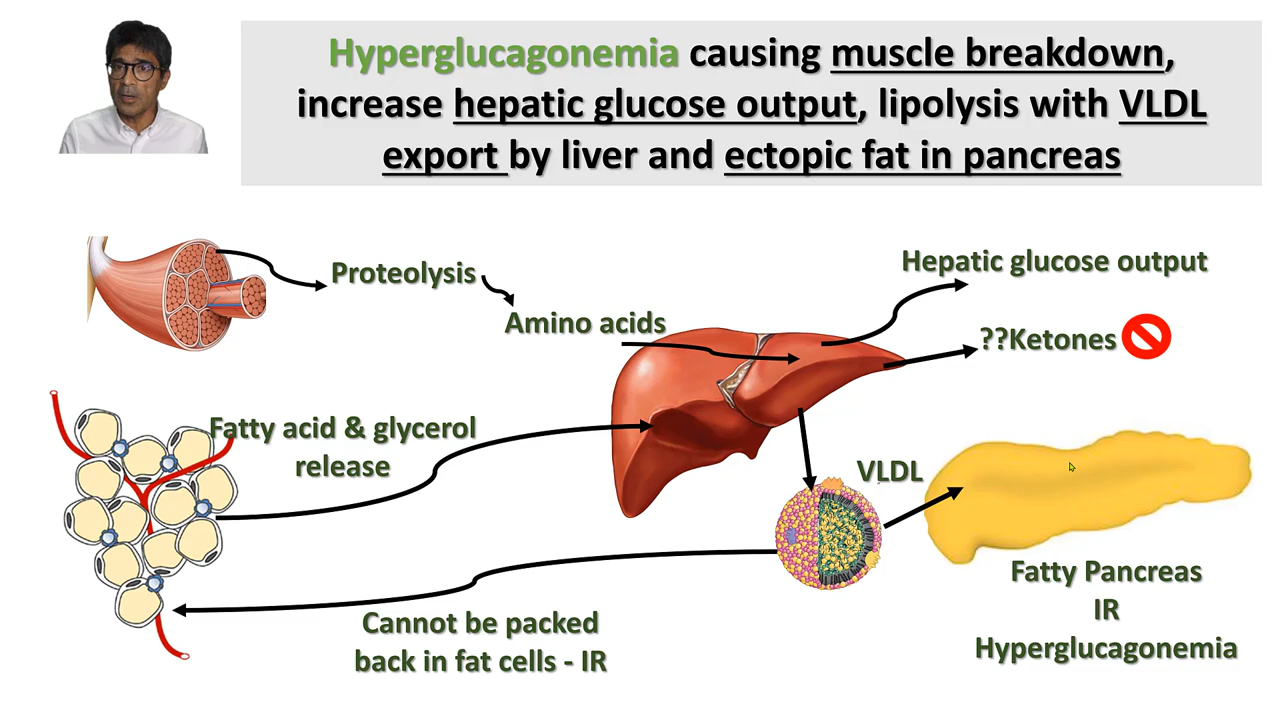 Hyperglucagonemia causing muscle breakdown,
increase hepatic glucose output, lipolysis with VLDL
export by liver and ectopic fat in pancreas
Proteolysis
Amino acids
Hepatic glucose output
??Ketones
Fatty acid & glycerol
release
VLDL
Cannot be packed
back in fat cells - IR
Fatty Pancreas
IR
Hyperglucagonemia